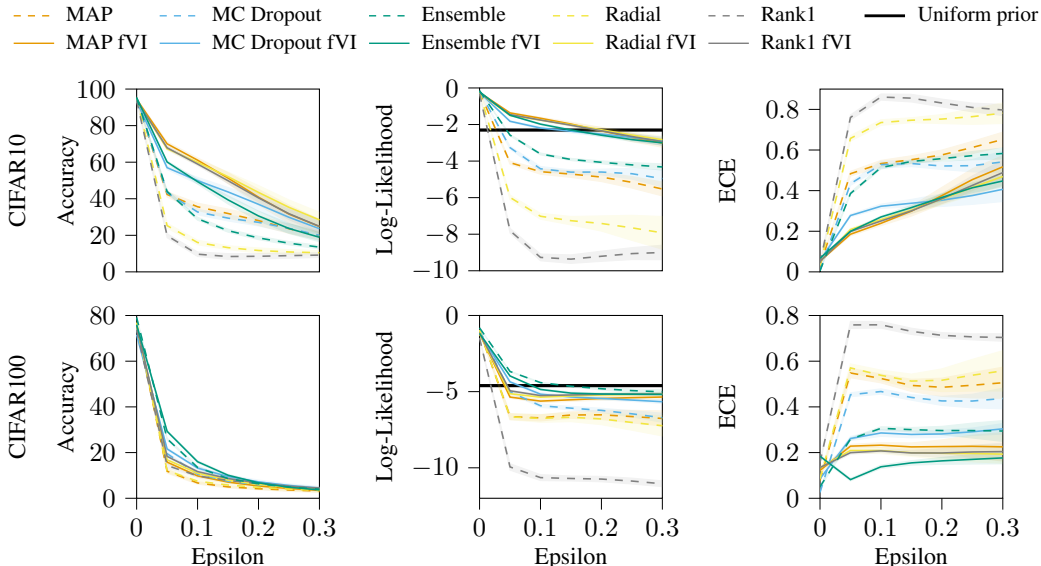 MAP MC Dropout Ensemble Radial Rank1 Uniform prior
MAP fVI MC Dropout fVI Ensemble fVI Radial fVI Rank1 fVI
CIFAR10
Accuracy
100
80
60
40
20
0
Log-Likelihood
0
−2
−4
−6
−8
−10
ECE
0.8
0.6
0.4
0.2
0
CIFAR100
Accuracy
80
60
40
20
0
0 0.1 0.2 0.3
Epsilon
Log-Likelihood
0
−5
−10
0 0.1 0.2 0.3
Epsilon
ECE
0.8
0.6
0.4
0.2
0
0 0.1 0.2 0.3
Epsilon